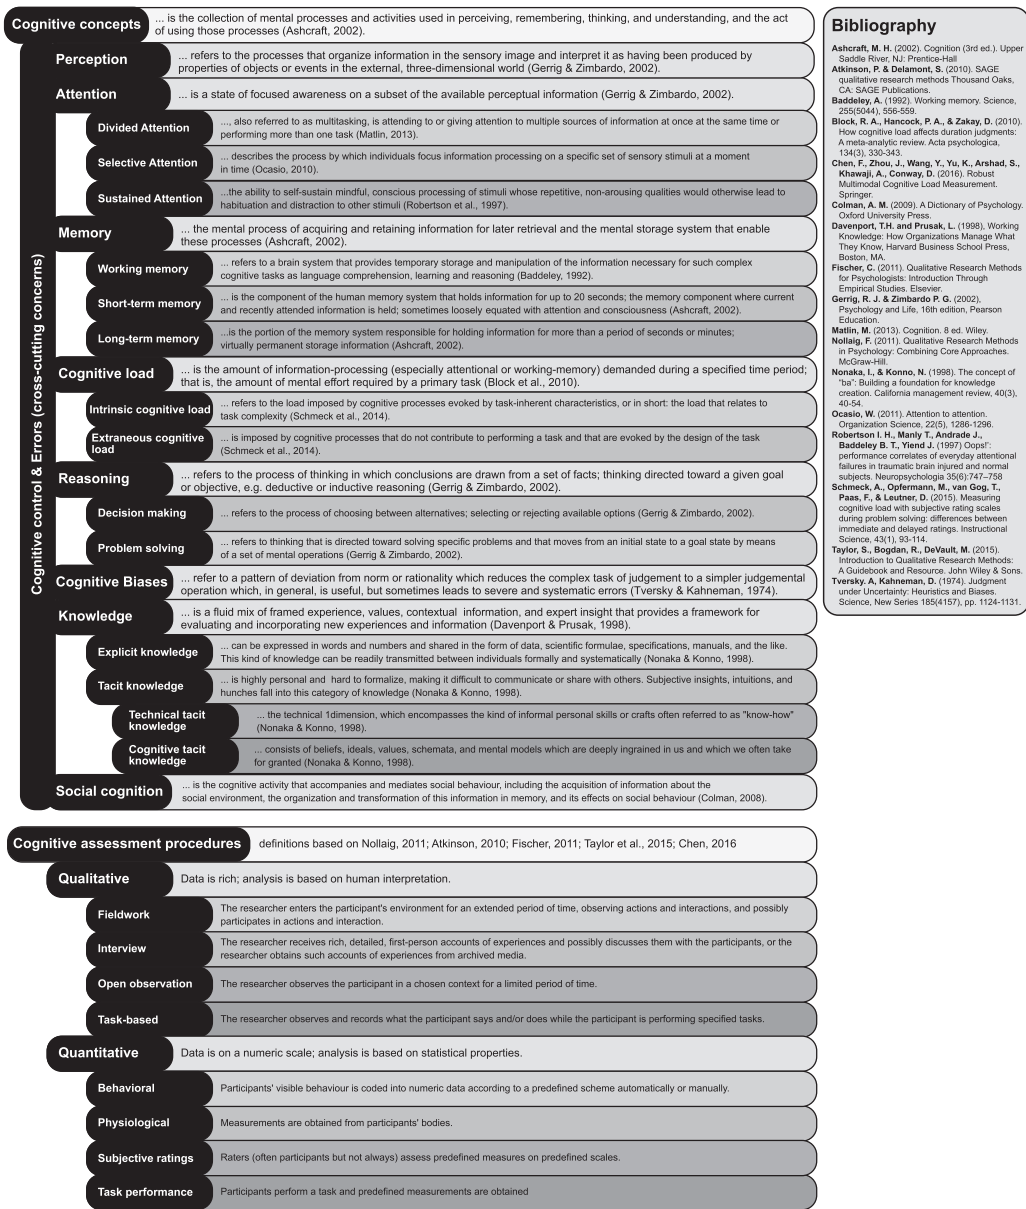 Cognitive concepts
... is the collection of mental processes and activities used in perceiving, remembering, thinking, and understanding, and the act
of using those processes (Ashcraft, 2002).
Cognitive control & Errors (cross-cutting concerns)
Perception
... refers to the processes that organize information in the sensory image and interpret it as having been produced by
properties of objects or events in the external, three-dimensional world (Gerrig & Zimbardo, 2002).
Attention
... is a state of focused awareness on a subset of the available perceptual information (Gerrig & Zimbardo, 2002).
Divided Attention
..., also referred to as multitasking, is attending to or giving attention to multiple sources of information at once at the same time or
performing more than one task (Matlin, 2013).
Selective Attention
... describes the process by which individuals focus information processing on a specific set of sensory stimuli at a moment
in time (Ocasio, 2010).
Sustained Attention
...the ability to self-sustain mindful, conscious processing of stimuli whose repetitive, non-arousing qualities would otherwise lead to
habituation and distraction to other stimuli (Robertson et al., 1997).
Memory
... the mental process of acquiring and retaining information for later retrieval and the mental storage system that enable
these processes (Ashcraft, 2002).
Working memory
... refers to a brain system that provides temporary storage and manipulation of the information necessary for such complex
cognitive tasks as language comprehension, learning and reasoning (Baddeley, 1992).
Short-term memory
... is the component of the human memory system that holds information for up to 20 seconds; the memory component where current
and recently attended information is held; sometimes loosely equated with attention and consciousness (Ashcraft, 2002).
Long-term memory
...is the portion of the memory system responsible for holding information for more than a period of seconds or minutes;
virtually permanent storage information (Ashcraft, 2002).
Cognitive load
... is the amount of information-processing (especially attentional or working-memory) demanded during a specified time period;
that is, the amount of mental effort required by a primary task (Block et al., 2010).
Intrinsic cognitive load
... refers to the load imposed by cognitive processes evoked by task-inherent characteristics, or in short: the load that relates to
task complexity (Schmeck et al., 2014).
Extraneous cognitive
load
... is imposed by cognitive processes that do not contribute to performing a task and that are evoked by the design of the task
(Schmeck et al., 2014).
Reasoning
... refers to the process of thinking in which conclusions are drawn from a set of facts; thinking directed toward a given goal
or objective, e.g. deductive or inductive reasoning (Gerrig & Zimbardo, 2002).
Decision making
... refers to the process of choosing between alternatives; selecting or rejecting available options (Gerrig & Zimbardo, 2002).
Problem solving
... refers to thinking that is directed toward solving specific problems and that moves from an initial state to a goal state by means
of a set of mental operations (Gerrig & Zimbardo, 2002).
Cognitive Biases
... refer to a pattern of deviation from norm or rationality which reduces the complex task of judgement to a simpler judgemental
operation which, in general, is useful, but sometimes leads to severe and systematic errors (Tversky & Kahneman, 1974).
Knowledge
... is a fluid mix of framed experience, values, contextual information, and expert insight that provides a framework for
evaluating and incorporating new experiences and information (Davenport & Prusak, 1998).
Explicit knowledge
... can be expressed in words and numbers and shared in the form of data, scientific formulae, specifications, manuals, and the like.
This kind of knowledge can be readily transmitted between individuals formally and systematically (Nonaka & Konno, 1998).
Tacit knowledge
... is highly personal and hard to formalize, making it difficult to communicate or share with others. Subjective insights, intuitions, and
hunches fall into this category of knowledge (Nonaka & Konno, 1998).
Technical tacit
knowledge
... the technical 1dimension, which encompasses the kind of informal personal skills or crafts often referred to as "know-how"
(Nonaka & Konno, 1998).
Cognitive tacit
knowledge
... consists of beliefs, ideals, values, schemata, and mental models which are deeply ingrained in us and which we often take
for granted (Nonaka & Konno, 1998).
Social cognition
... is the cognitive activity that accompanies and mediates social behaviour, including the acquisition of information about the
social environment, the organization and transformation of this information in memory, and its effects on social behaviour (Colman, 2008).
Cognitive assessment procedures
definitions based on Nollaig, 2011; Atkinson, 2010; Fischer, 2011; Taylor et al., 2015; Chen, 2016
Qualitative
Data is rich; analysis is based on human interpretation.
Fieldwork
The researcher enters the participant's environment for an extended period of time, observing actions and interactions, and possibly
participates in actions and interaction.
Interview
The researcher receives rich, detailed, first-person accounts of experiences and possibly discusses them with the participants, or the
researcher obtains such accounts of experiences from archived media.
Open observation
The researcher observes the participant in a chosen context for a limited period of time.
Task-based
The researcher observes and records what the participant says and/or does while the participant is performing specified tasks.
Quantitative
Data is on a numeric scale; analysis is based on statistical properties.
Behavioral
Participants' visible behaviour is coded into numeric data according to a predefined scheme automatically or manually.
Physiological
Measurements are obtained from participants' bodies.
Subjective ratings
Raters (often participants but not always) assess predefined measures on predefined scales.
Task performance
Participants perform a task and predefined measurements are obtained
Bibliography
Ashcraft, M. H. (2002). Cognition (3rd ed.). Upper
Saddle River, NJ: Prentice-Hall
Atkinson, P. & Delamont, S. (2010). SAGE
qualitative research methods Thousand Oaks,
CA: SAGE Publications.
Baddeley, A. (1992). Working memory. Science,
255(5044), 556-559.
Block, R. A., Hancock, P. A., & Zakay, D. (2010).
How cognitive load affects duration judgments:
A meta-analytic review. Acta psychologica,
134(3), 330-343.
Chen, F., Zhou, J., Wang, Y., Yu, K., Arshad, S.,
Khawaji, A., Conway, D. (2016). Robust
Multimodal Cognitive Load Measurement.
Springer.
Colman, A. M. (2009). A Dictionary of Psychology.
Oxford University Press.
Davenport, T.H. and Prusak, L. (1998), Working
Knowledge: How Organizations Manage What
They Know, Harvard Business School Press,
Boston, MA.
Fischer, C. (2011). Qualitative Research Methods
for Psychologists: Introduction Through
Empirical Studies. Elsevier.
Gerrig, R. J. & Zimbardo P. G. (2002),
Psychology and Life, 16th edition, Pearson
Education.
Matlin, M. (2013). Cognition. 8 ed. Wiley.
Nollaig, F. (2011). Qualitative Research Methods
in Psychology: Combining Core Approaches.
McGraw-Hill.
Nonaka, I., & Konno, N. (1998). The concept of
"ba": Building a foundation for knowledge
creation. California management review, 40(3),
40-54.
Ocasio, W. (2011). Attention to attention.
Organization Science, 22(5), 1286-1296.
Robertson I. H., Manly T., Andrade J.,
Baddeley B. T., Yiend J. (1997) Oops!':
performance correlates of everyday attentional
failures in traumatic brain injured and normal
subjects. Neuropsychologia 35(6):747–758
Schmeck, A., Opfermann, M., van Gog, T.,
Paas, F., & Leutner, D. (2015). Measuring
cognitive load with subjective rating scales
during problem solving: differences between
immediate and delayed ratings. Instructional
Science, 43(1), 93-114.
Taylor, S., Bogdan, R., DeVault, M. (2015).
Introduction to Qualitative Research Methods:
A Guidebook and Resource. John Wiley & Sons.
Tversky. A, Kahneman, D. (1974). Judgment
under Uncertainty: Heuristics and Biases.
Science, New Series 185(4157), pp. 1124-1131.